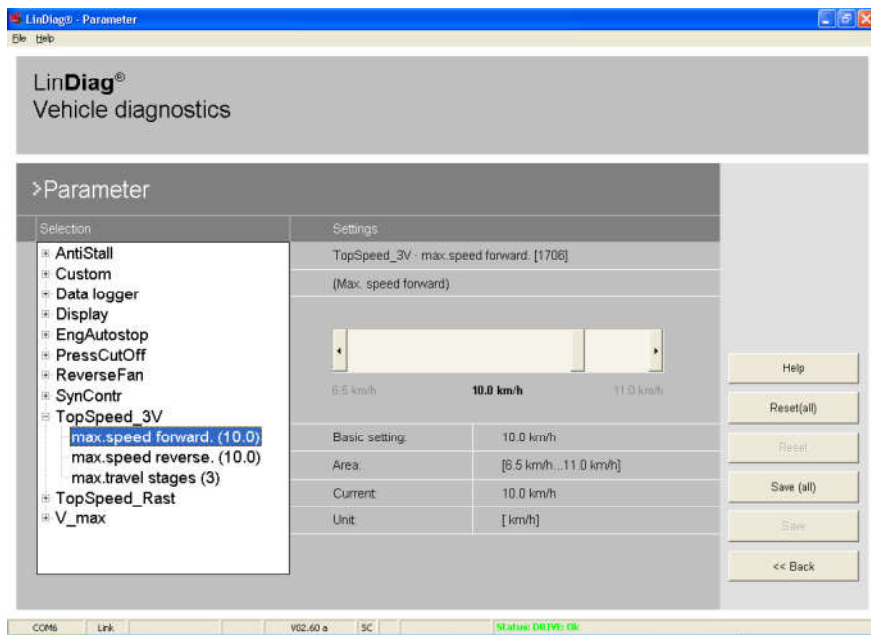 LinDiag® - Parameter
File Help
LinDiag®
Vehicle diagnostics
>Parameter
Selection
Settings
AntiStall
Custom
Data logger
Display
EngAutostop
PressCutOff
ReverseFan
SynContr
TopSpeed_3V
max.speed forward. (10.0)
max.speed reverse. (10.0)
max.travel stages (3)
TopSpeed_Rast
V_max
TopSpeed_3V - max.speed forward. [1706]
(Max. speed forward)
6.5 km/h 10.0 km/h 11.0 km/h
Basic setting: 10.0 km/h
Area: [6.5 km/h...11.0 km/h]
Current: 10.0 km/h
Unit: [ km/h]
Help
Reset(all)
Reset
Save (all)
Save
<< Back
COM6 Link V02.60 a SC Status: DRIVE: Ok